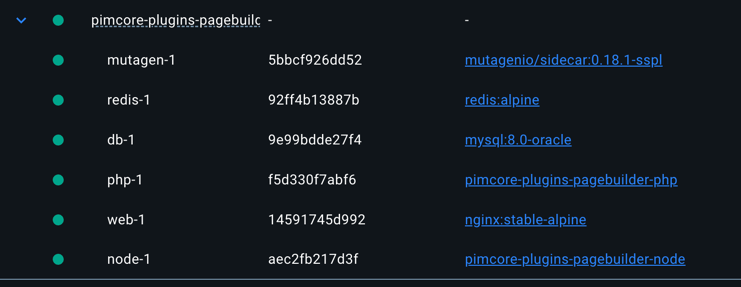 pimcore-plugins-pagebuilc - -
mutagen-1 5bbcf926dd52 mutagenio/sidecar:0.18.1-sspl
redis-1 92ff4b13887b redis:alpine
db-1 9e99bdde27f4 mysql:8.0-oracle
php-1 f5d330f7abf6 pimcore-plugins-pagebuilder-php
web-1 14591745d992 nginx:stable-alpine
node-1 aec2fb217d3f pimcore-plugins-pagebuilder-node